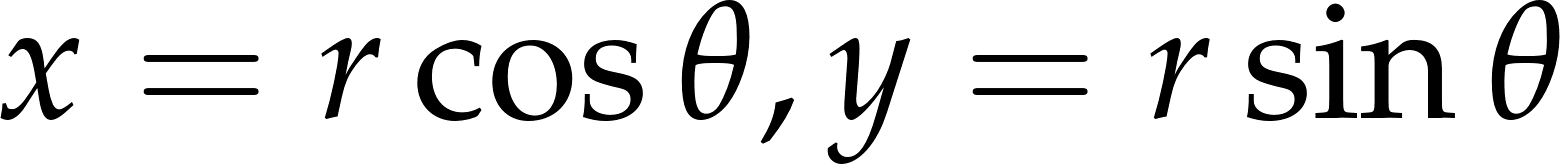 x = r cos θ, y = r sin θ